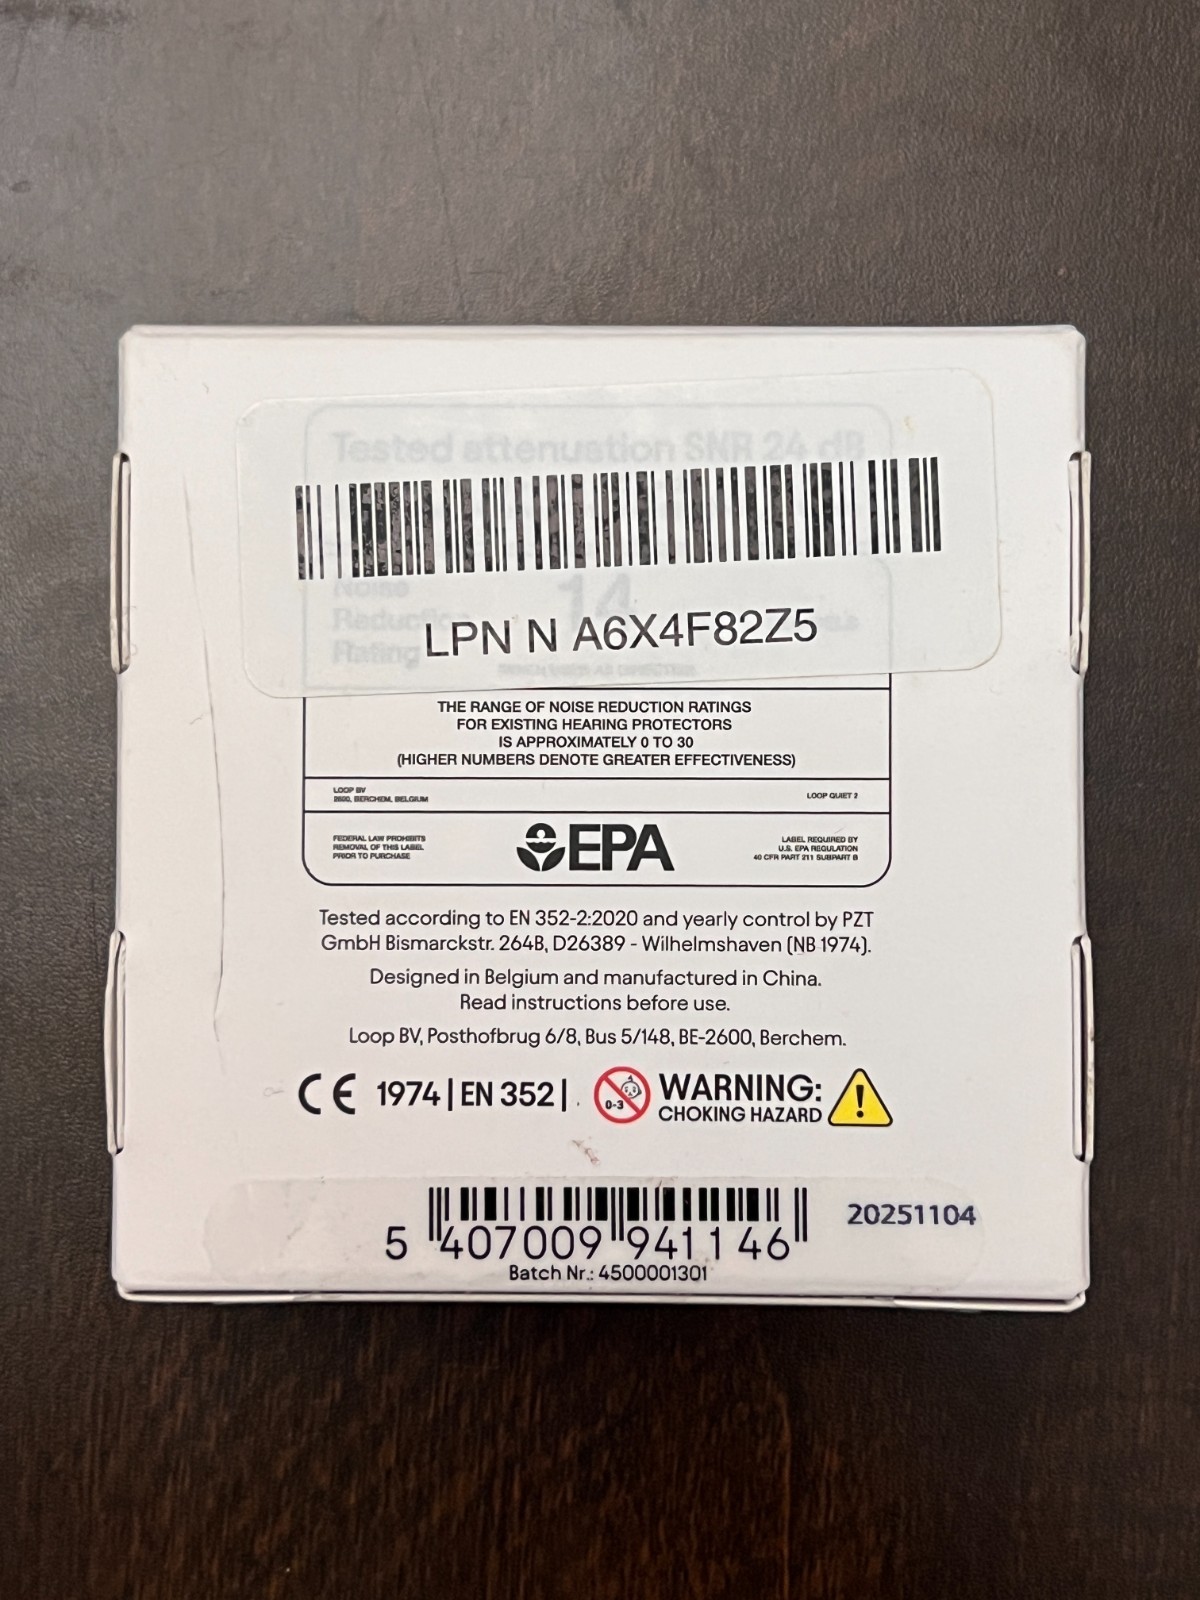 Tested attenuation SNR 24 dB
Noise
Reduction
Rating
14
LPN N A6X4F82Z5
THE RANGE OF NOISE REDUCTION RATINGS
FOR EXISTING HEARING PROTECTORS
IS APPROXIMATELY 0 TO 30
(HIGHER NUMBERS DENOTE GREATER EFFECTIVENESS)
LOOP BV
2600, BERCHEM, BELGIUM
LOOP QUIET 2
FEDERAL LAW PROHIBITS
REMOVAL OF THIS LABEL
PRIOR TO PURCHASE
EPA
LABEL REQUIRED BY
U.S. EPA REGULATION
40 CFR PART 211 SUBPART B
Tested according to EN 352-2:2020 and yearly control by PZT
GmbH Bismarckstr. 264B, D26389 - Wilhelmshaven (NB 1974).
Designed in Belgium and manufactured in China.
Read instructions before use.
Loop BV, Posthofbrug 6/8, Bus 5/148, BE-2600, Berchem.
CE 1974 | EN 352 |
0-3
WARNING:
CHOKING HAZARD
!
5 407009 941146
20251104
Batch Nr.: 4500001301